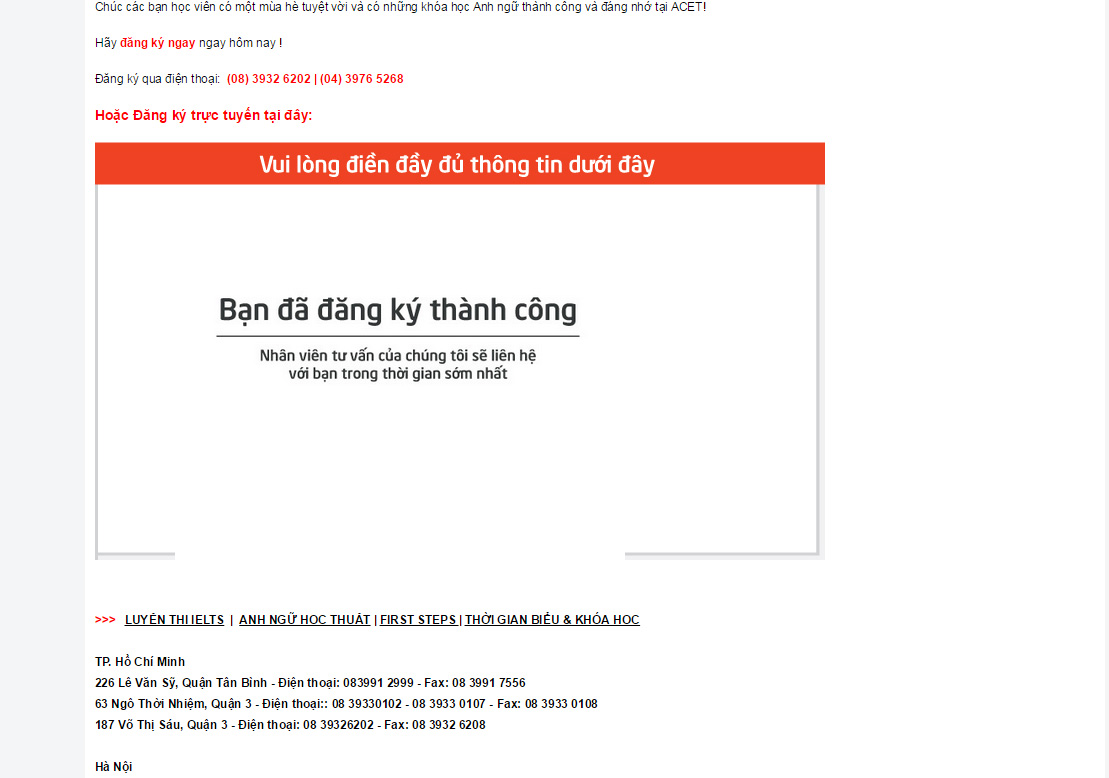 Chúc các bạn học viên có một mùa hè tuyệt vời và có những khóa học Anh ngữ thành công và đáng nhớ tại ACET!
Hãy đăng ký ngay ngay hôm nay !
Đăng ký qua điện thoại: (08) 3932 6202 | (04) 3976 5268
Hoặc Đăng ký trực tuyến tại đây:
Vui lòng điền đầy đủ thông tin dưới đây
Bạn đã đăng ký thành công
Nhân viên tư vấn của chúng tôi sẽ liên hệ
với bạn trong thời gian sớm nhất
>>> LUYỆN THI IELTS | ANH NGỮ HỌC THUẬT | FIRST STEPS | THỜI GIAN BIỂU & KHÓA HỌC
TP. Hồ Chí Minh
226 Lê Văn Sỹ, Quận Tân Bình - Điện thoại: 083991 2999 - Fax: 08 3991 7556
63 Ngô Thời Nhiệm, Quận 3 - Điện thoại:: 08 39330102 - 08 3933 0107 - Fax: 08 3933 0108
187 Võ Thị Sáu, Quận 3 - Điện thoại: 08 39326202 - Fax: 08 3932 6208
Hà Nội